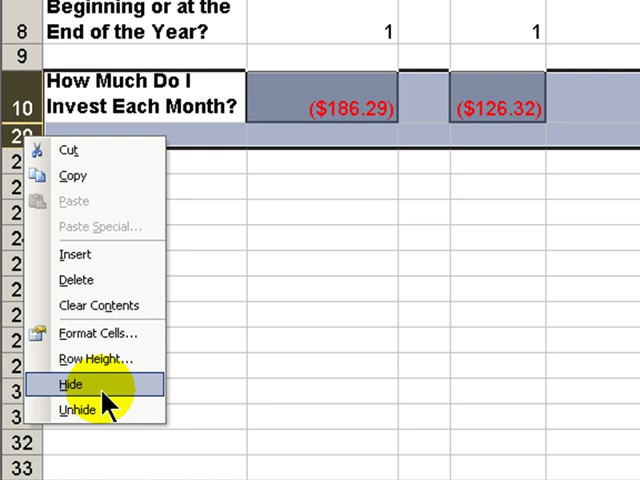 Beginning or at the
8 End of the Year? 1 1
9
How Much Do I
10 Invest Each Month? ($186.29) ($126.32)
Cut
Copy
Paste
Paste Special...
Insert
Delete
Clear Contents
Format Cells...
Row Height...
Hide
Unhide
32
33